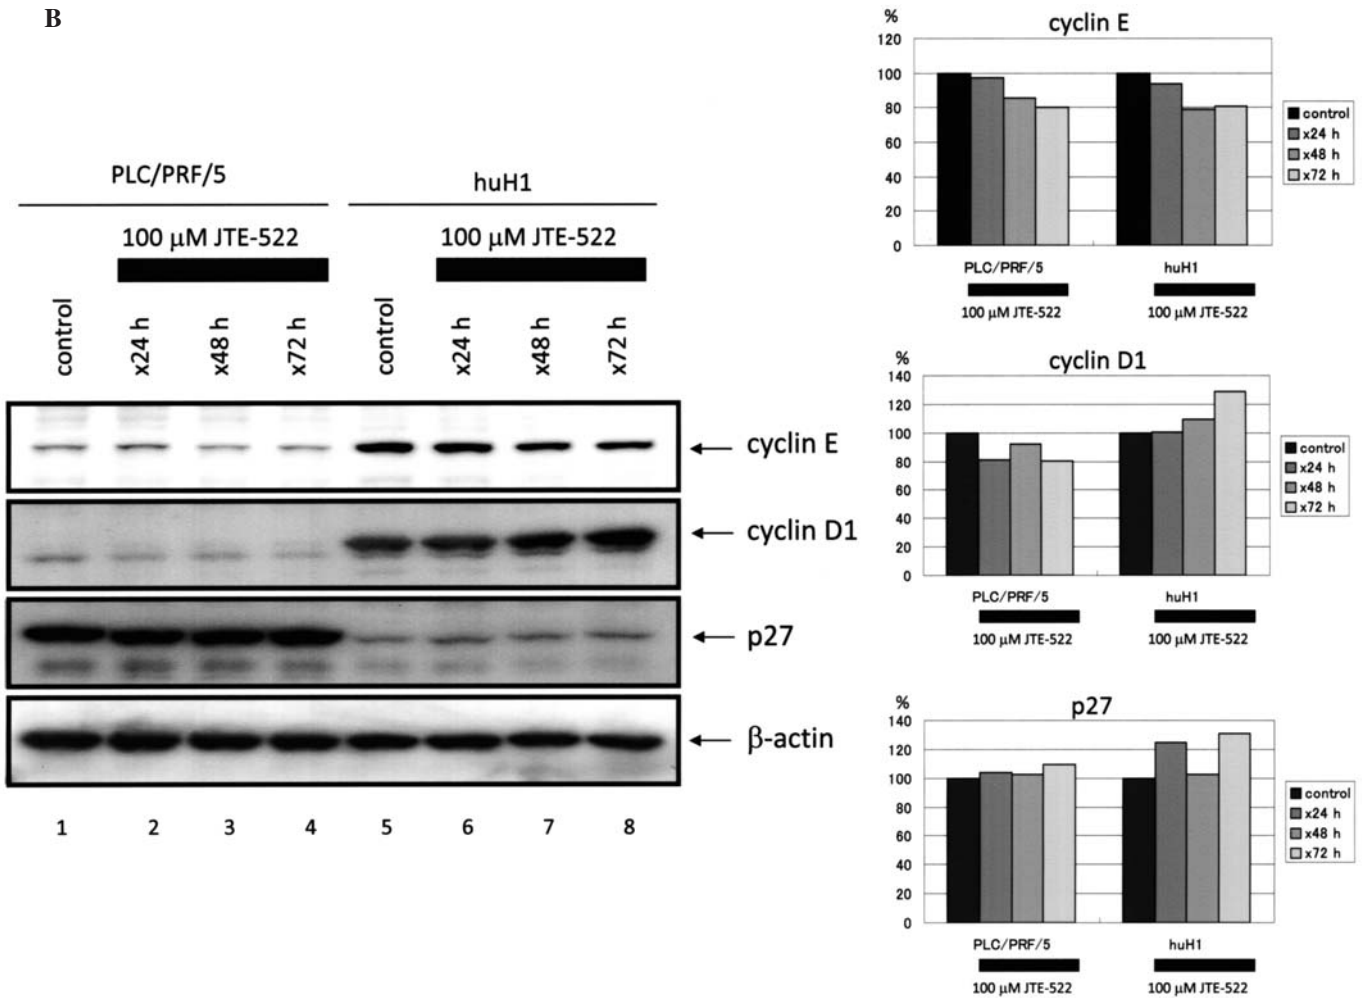 B
PLC/PRF/5
huH1
100 μM JTE-522
100 μM JTE-522
control
x24 h
x48 h
x72 h
control
x24 h
x48 h
x72 h
cyclin E
cyclin D1
p27
β-actin
1 2 3 4 5 6 7 8
cyclin E
%
120
100
80
60
40
20
0
PLC/PRF/5
huH1
100 μM JTE-522
100 μM JTE-522
control
x24 h
x48 h
x72 h
cyclin D1
%
140
120
100
80
60
40
20
0
PLC/PRF/5
huH1
100 μM JTE-522
100 μM JTE-522
control
x24 h
x48 h
x72 h
p27
%
140
120
100
80
60
40
20
0
PLC/PRF/5
huH1
100 μM JTE-522
100 μM JTE-522
control
x24 h
x48 h
x72 h